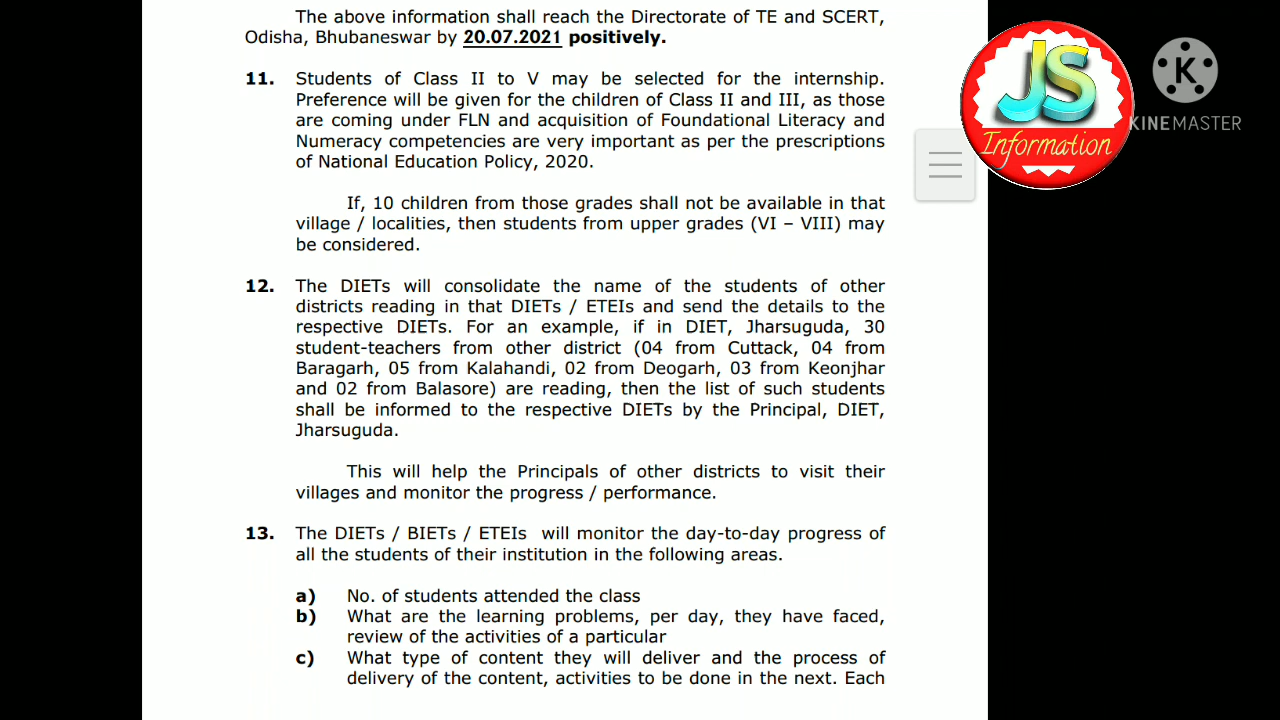 The above information shall reach the Directorate of TE and SCERT,
Odisha, Bhubaneswar by 20.07.2021 positively.
11. Students of Class II to V may be selected for the internship.
Preference will be given for the children of Class II and III, as those
are coming under FLN and acquisition of Foundational Literacy and
Numeracy competencies are very important as per the prescriptions
of National Education Policy, 2020.
If, 10 children from those grades shall not be available in that
village / localities, then students from upper grades (VI – VIII) may
be considered.
12. The DIETs will consolidate the name of the students of other
districts reading in that DIETs / ETEIs and send the details to the
respective DIETs. For an example, if in DIET, Jharsuguda, 30
student-teachers from other district (04 from Cuttack, 04 from
Baragarh, 05 from Kalahandi, 02 from Deogarh, 03 from Keonjhar
and 02 from Balasore) are reading, then the list of such students
shall be informed to the respective DIETs by the Principal, DIET,
Jharsuguda.
This will help the Principals of other districts to visit their
villages and monitor the progress / performance.
13. The DIETs / BIETs / ETEIs will monitor the day-to-day progress of
all the students of their institution in the following areas.
a) No. of students attended the class
b) What are the learning problems, per day, they have faced,
review of the activities of a particular
c) What type of content they will deliver and the process of
delivery of the content, activities to be done in the next. Each
JS
Information
K
KINEMASTER